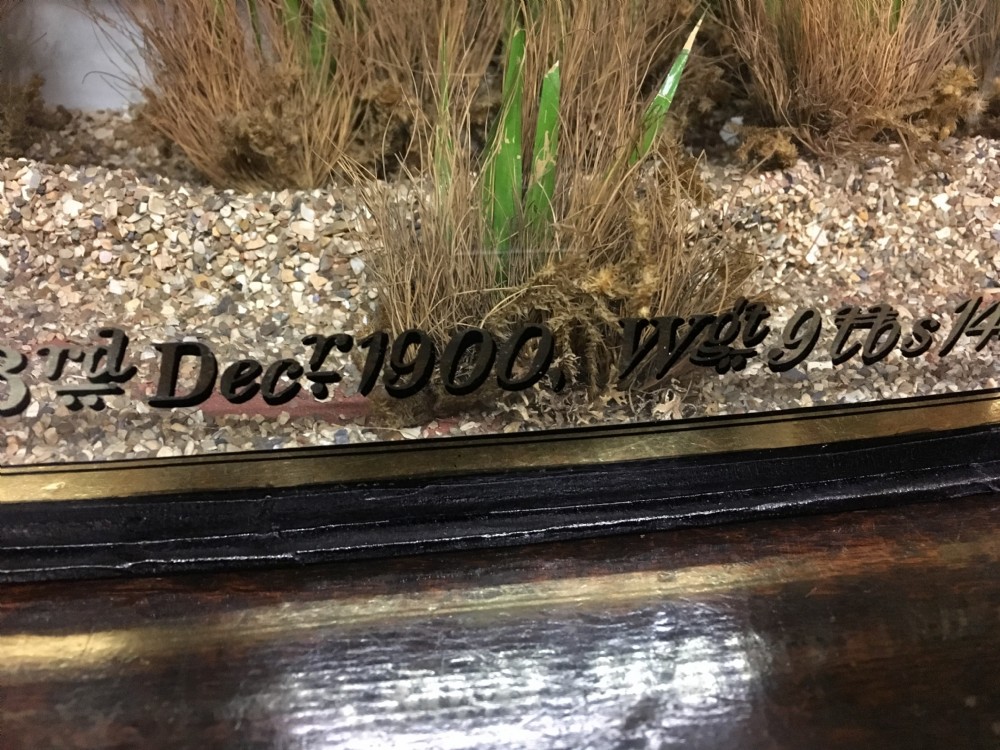 3rd Decr 1900, Wgt 9 lbs 14